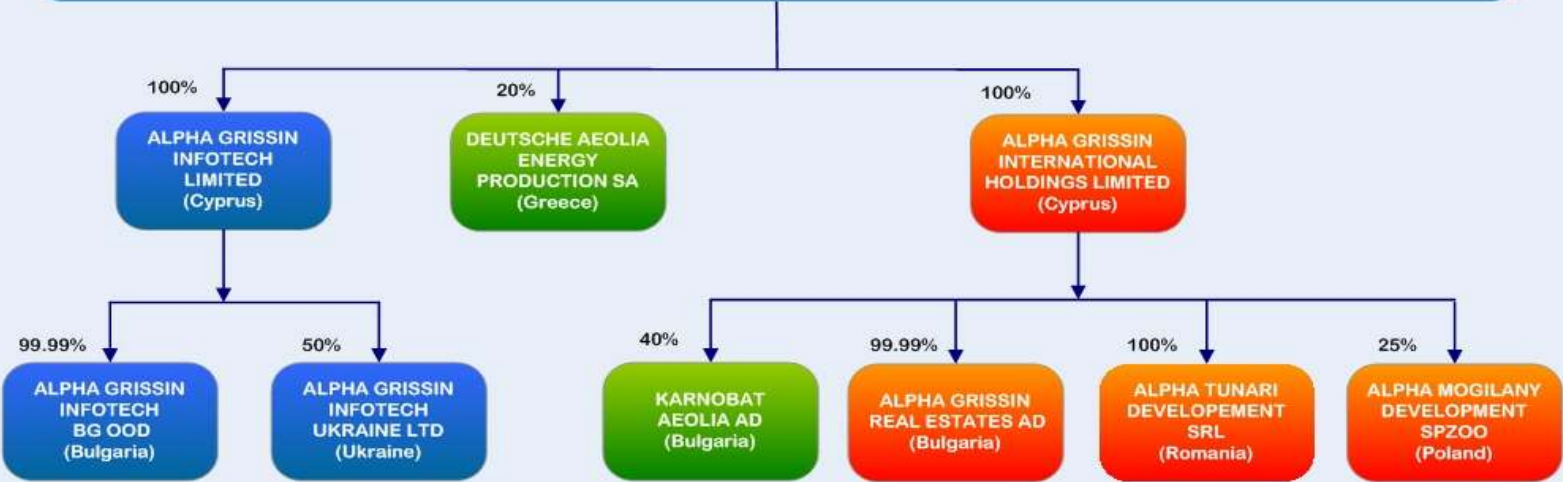 100%
ALPHA GRISSIN
INFOTECH
LIMITED
(Cyprus)
20%
DEUTSCHE AEOLIA
ENERGY
PRODUCTION SA
(Greece)
100%
ALPHA GRISSIN
INTERNATIONAL
HOLDINGS LIMITED
(Cyprus)
99.99%
ALPHA GRISSIN
INFOTECH
BG OOD
(Bulgaria)
50%
ALPHA GRISSIN
INFOTECH
UKRAINE LTD
(Ukraine)
40%
KARNOBAT
AEOLIA AD
(Bulgaria)
99.99%
ALPHA GRISSIN
REAL ESTATES AD
(Bulgaria)
100%
ALPHA TUNARI
DEVELOPEMENT
SRL
(Romania)
25%
ALPHA MOGILANY
DEVELOPMENT
SPZOO
(Poland)